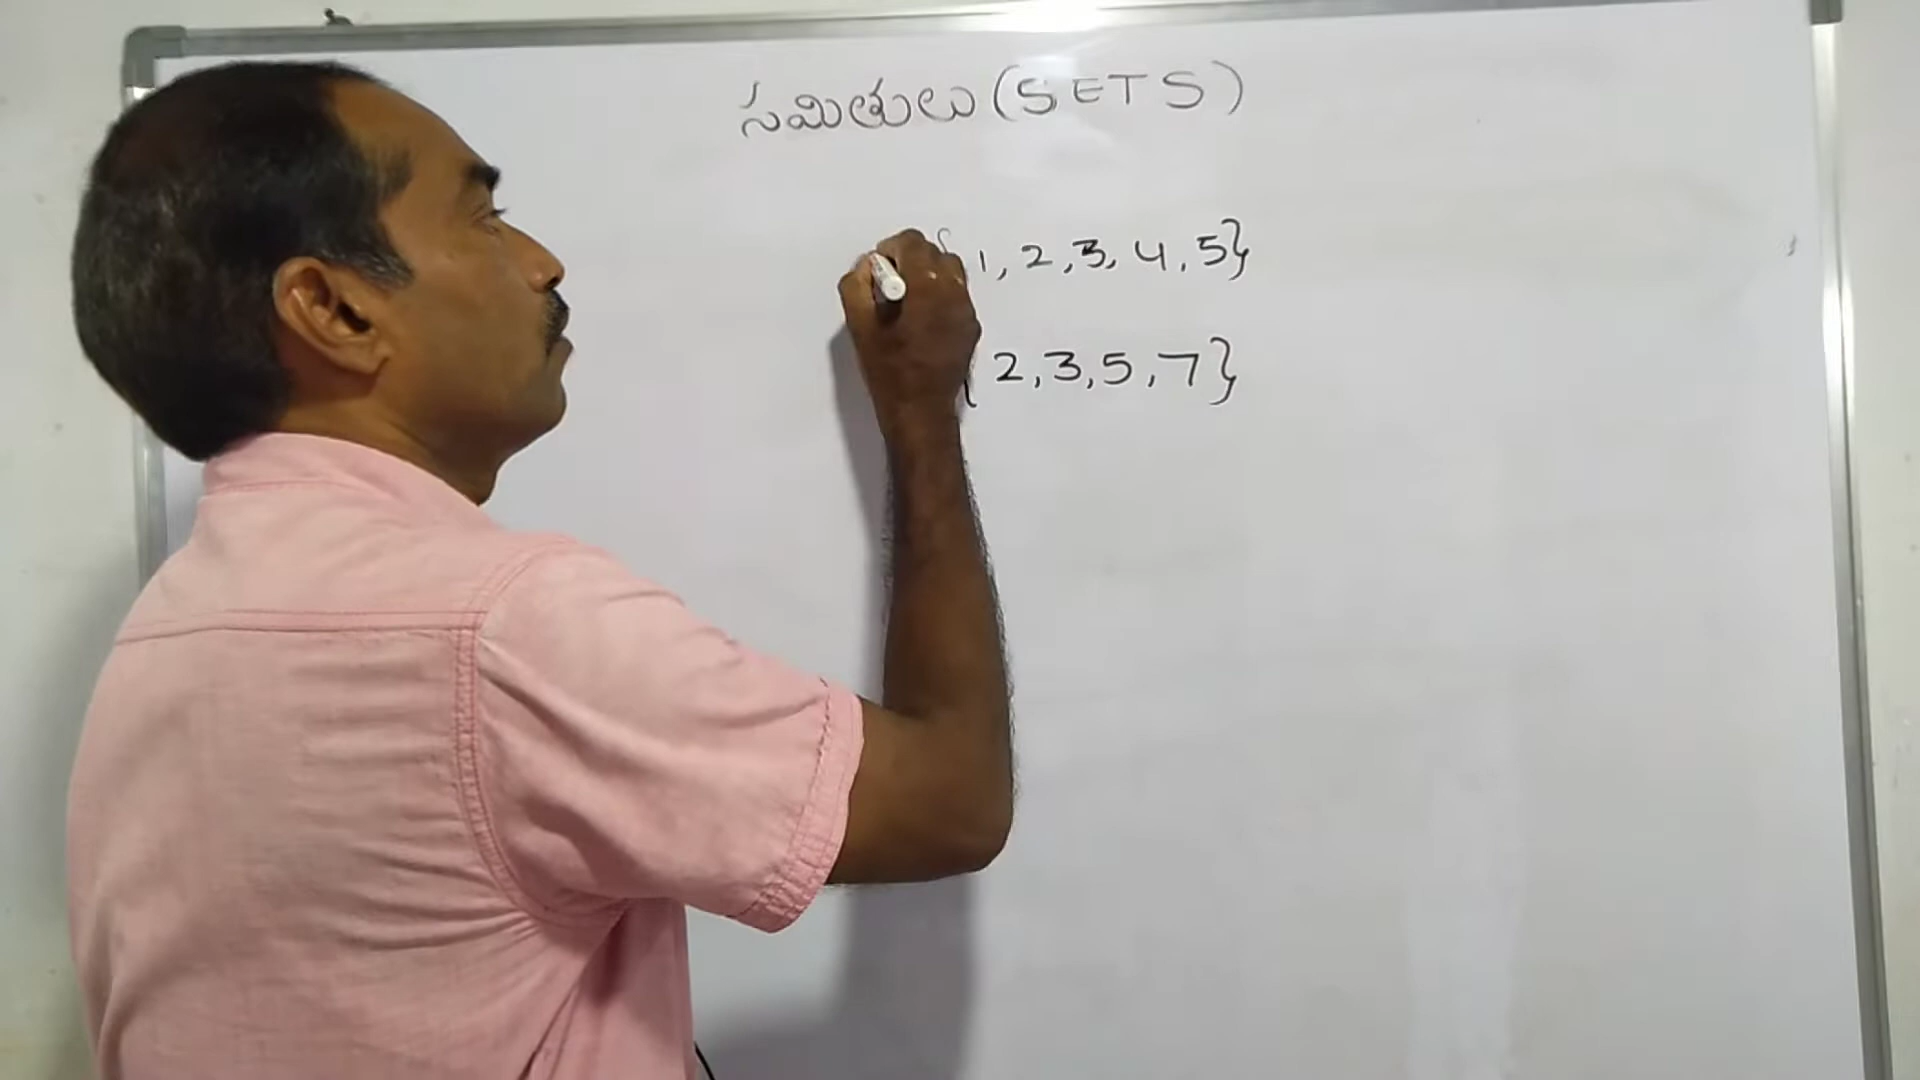 సమితులు (SETS)
{1, 2, 3, 4, 5}
{2, 3, 5, 7}